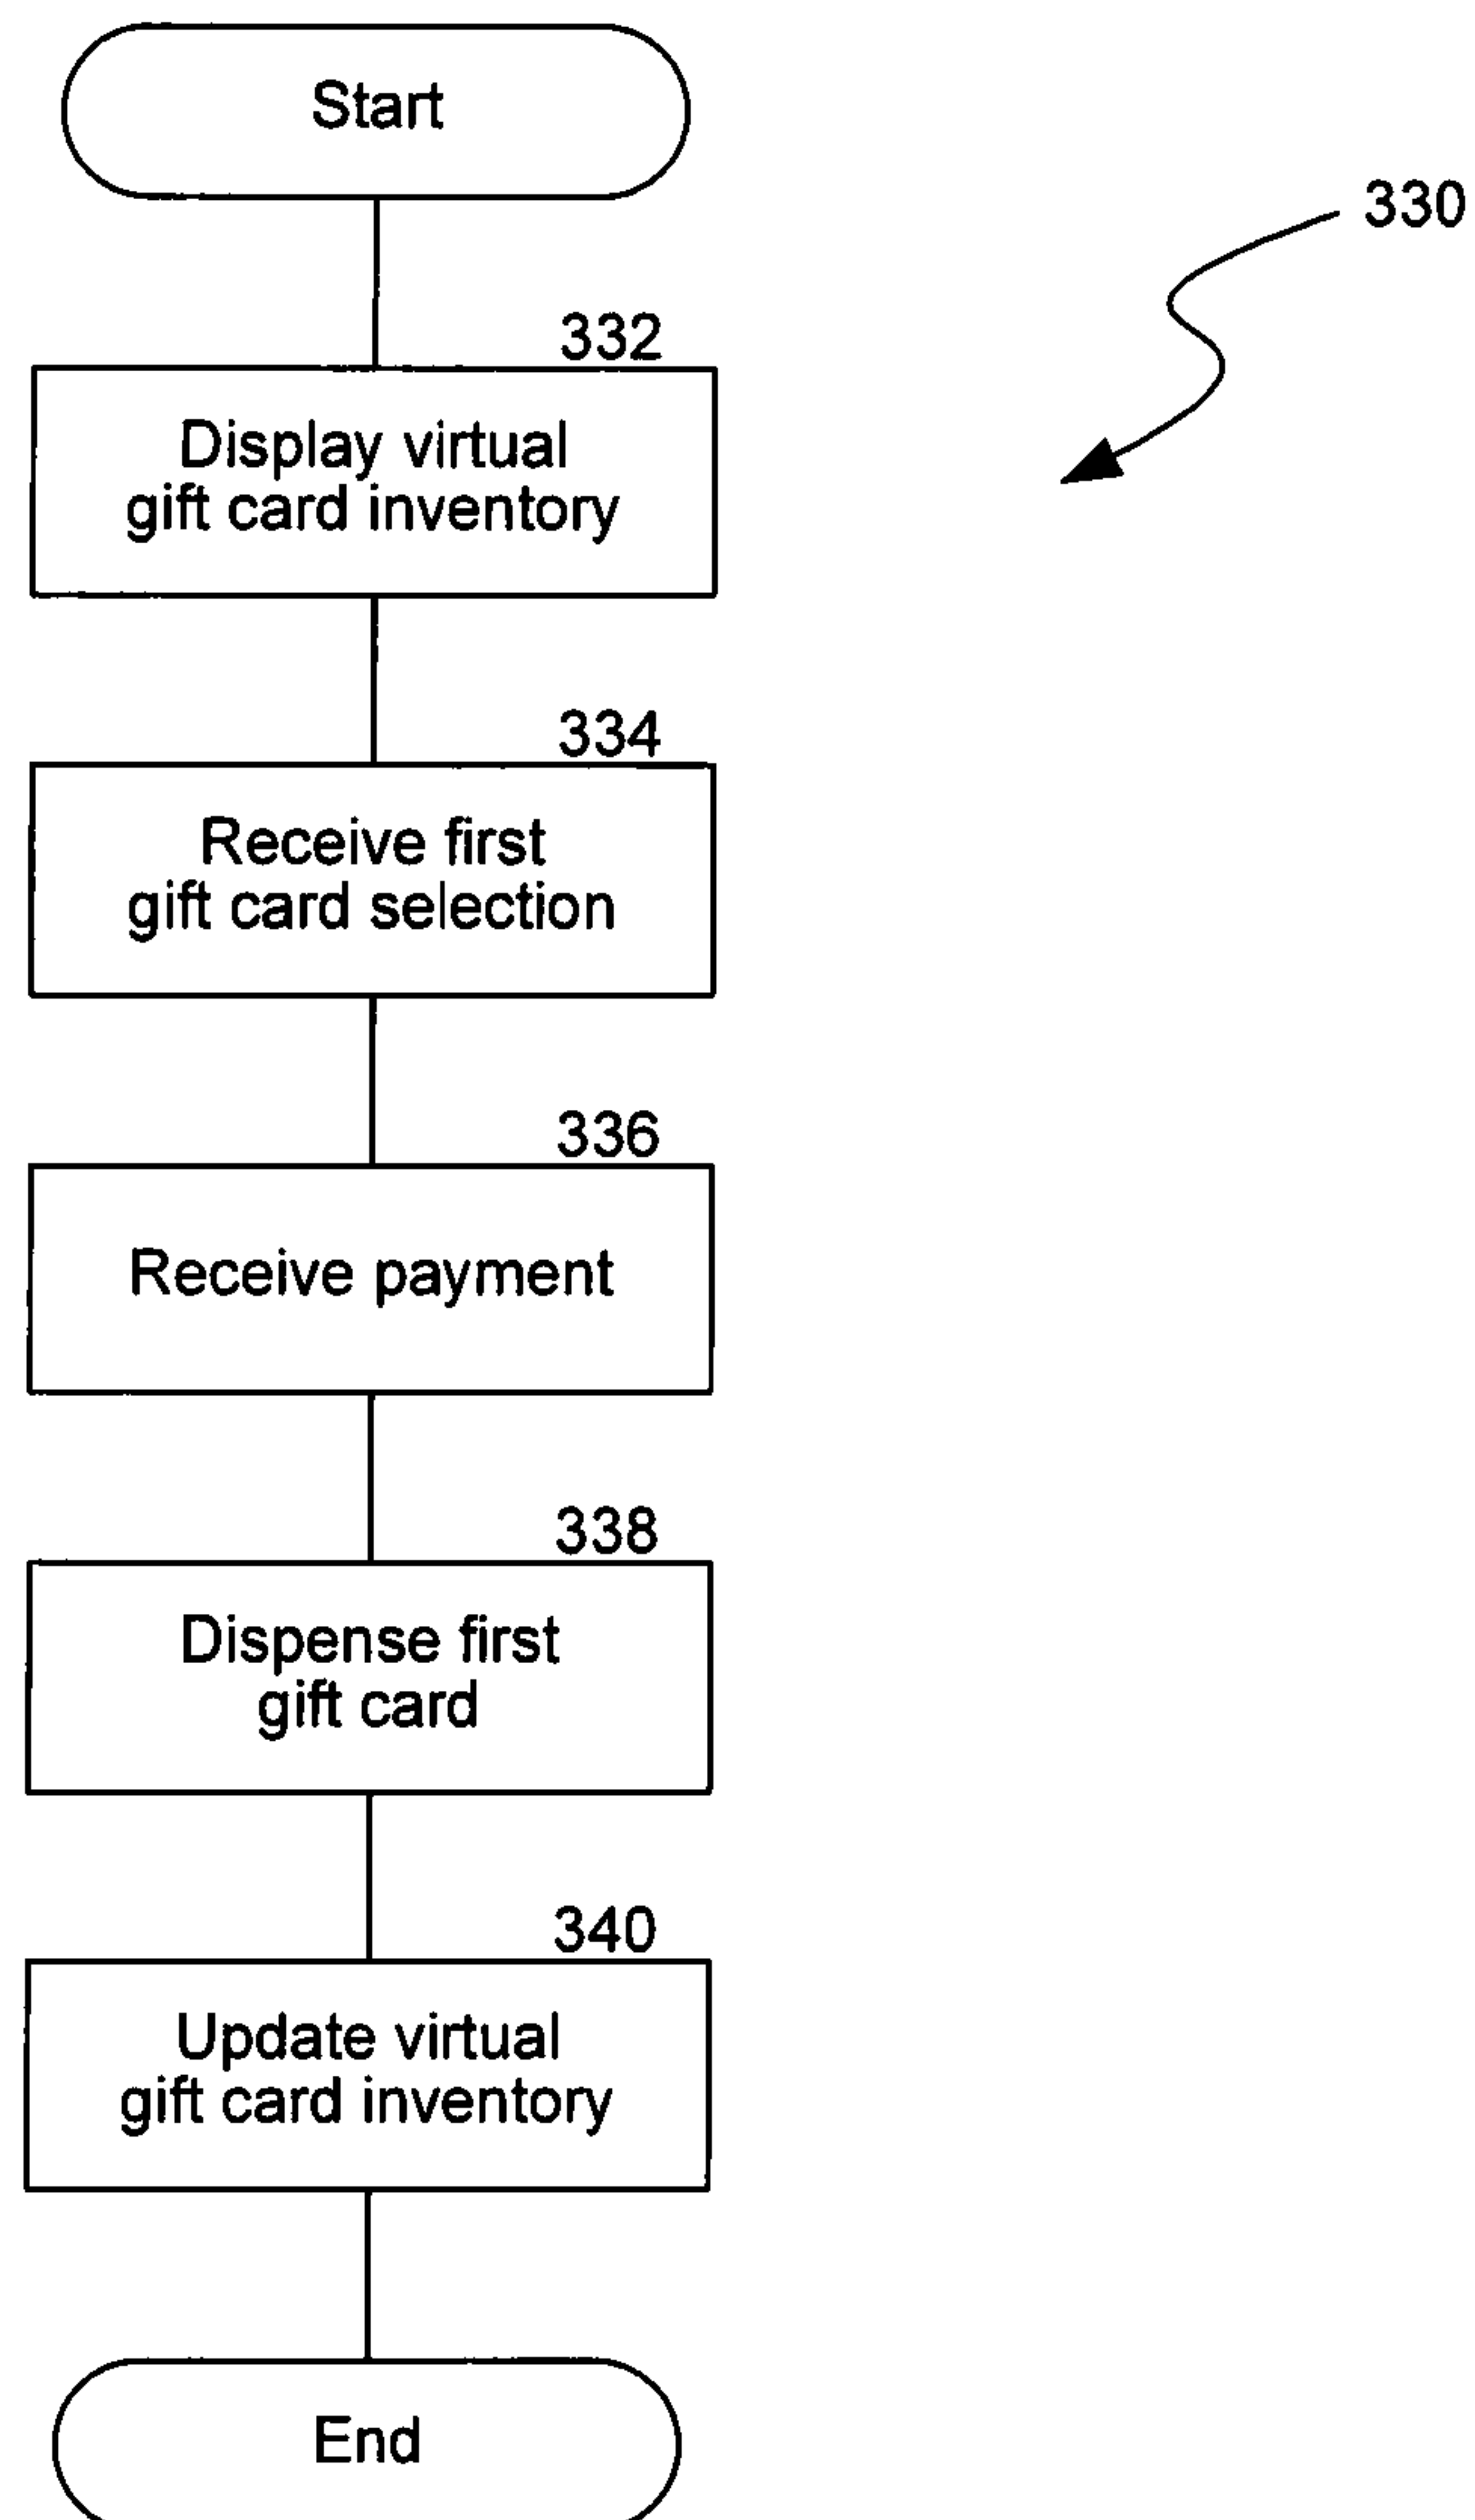 Start
330
332
Display virtual
gift card inventory
334
Receive first
gift card selection
336
Receive payment
338
Dispense first
gift card
340
Update virtual
gift card inventory
End